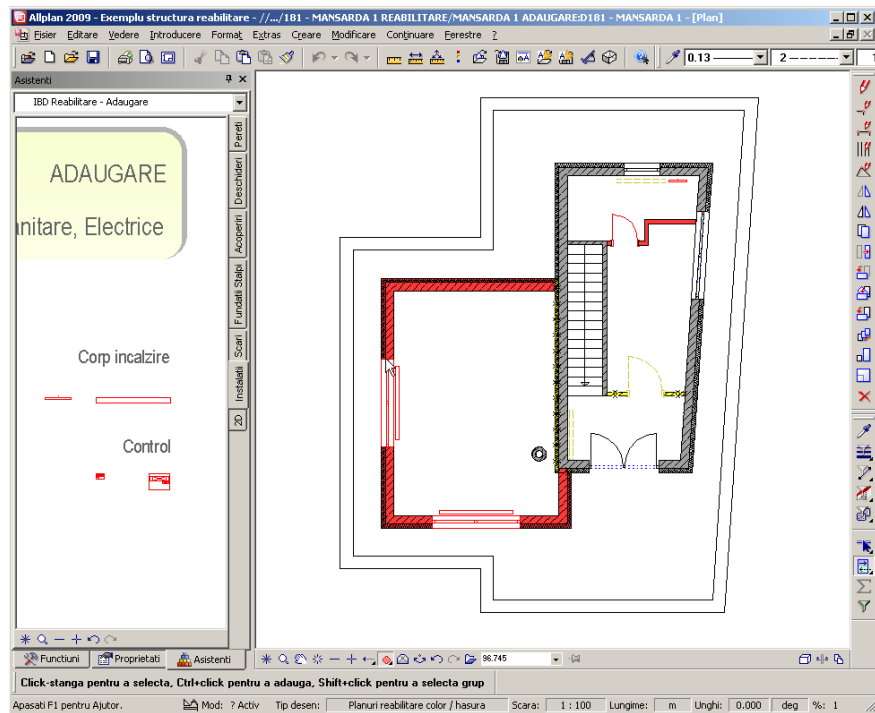 Allplan 2009 - Exemplu structura reabilitare - //.../181 - MANSARDA 1 REABILITARE/MANSARDA 1 ADAUGARE:D181 - MANSARDA 1 - [Plan]
Fisier Editare Vedere Introducere Format Extras Creare Modificare Continuare Ferestre ?
0.13 2 1
Asistenti
IBD Reabilitare - Adaugare
Pereti
Deschideri
Acoperiri
Fundatii Stalpi
Scari
Instalatii
2D
ADAUGARE
anitare, Electrice
Corp incalzire
Control
Functiuni Proprietati Asistenti
96.745
Click-stanga pentru a selecta, Ctrl+click pentru a adauga, Shift+click pentru a selecta grup
Apasati F1 pentru Ajutor. Mod: ? Activ Tip desen: Planuri reabilitare color / hasura Scara: 1 : 100 Lungime: m Unghi: 0.000 deg %: 1